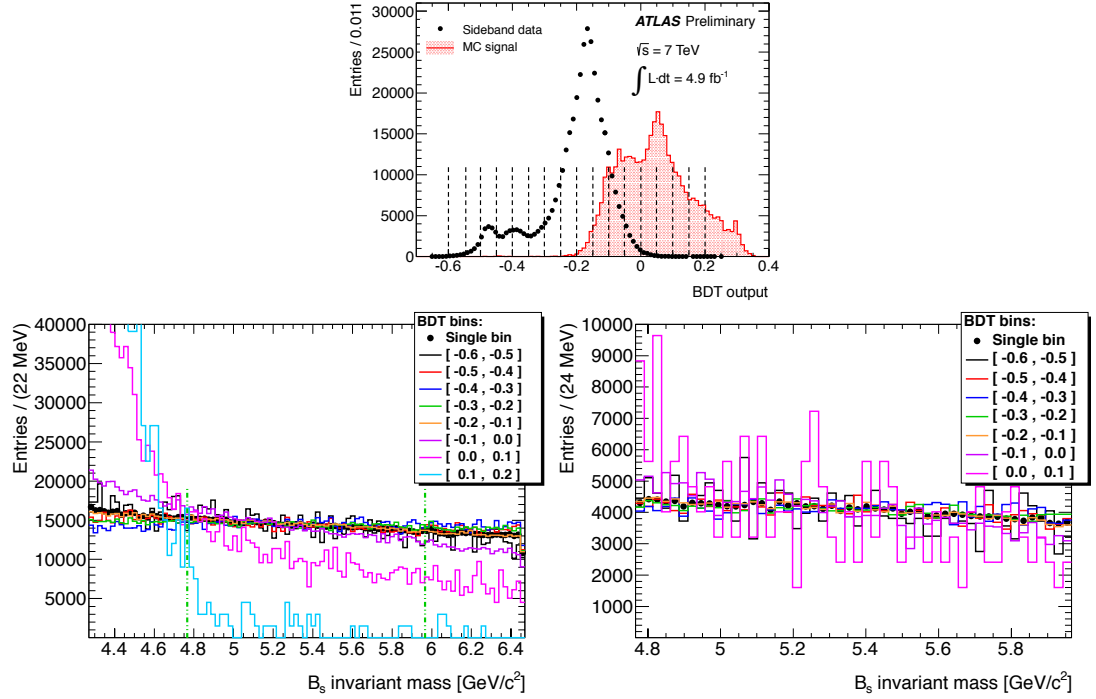 Entries / 0.011
30000
25000
20000
15000
10000
5000
0
Sideband data
MC signal
ATLAS Preliminary
√s = 7 TeV
∫ L·dt = 4.9 fb⁻¹
-0.6 -0.4 -0.2 0 0.2 0.4
BDT output
Entries / (22 MeV)
40000
35000
30000
25000
20000
15000
10000
5000
BDT bins:
Single bin
[ -0.6 , -0.5 ]
[ -0.5 , -0.4 ]
[ -0.4 , -0.3 ]
[ -0.3 , -0.2 ]
[ -0.2 , -0.1 ]
[ -0.1 , 0.0 ]
[ 0.0 , 0.1 ]
[ 0.1 , 0.2 ]
4.4 4.6 4.8 5 5.2 5.4 5.6 5.8 6 6.2 6.4
Bₛ invariant mass [GeV/c²]
Entries / (24 MeV)
10000
9000
8000
7000
6000
5000
4000
3000
2000
1000
BDT bins:
Single bin
[ -0.6 , -0.5 ]
[ -0.5 , -0.4 ]
[ -0.4 , -0.3 ]
[ -0.3 , -0.2 ]
[ -0.2 , -0.1 ]
[ -0.1 , 0.0 ]
[ 0.0 , 0.1 ]
4.8 5 5.2 5.4 5.6 5.8
Bₛ invariant mass [GeV/c²]